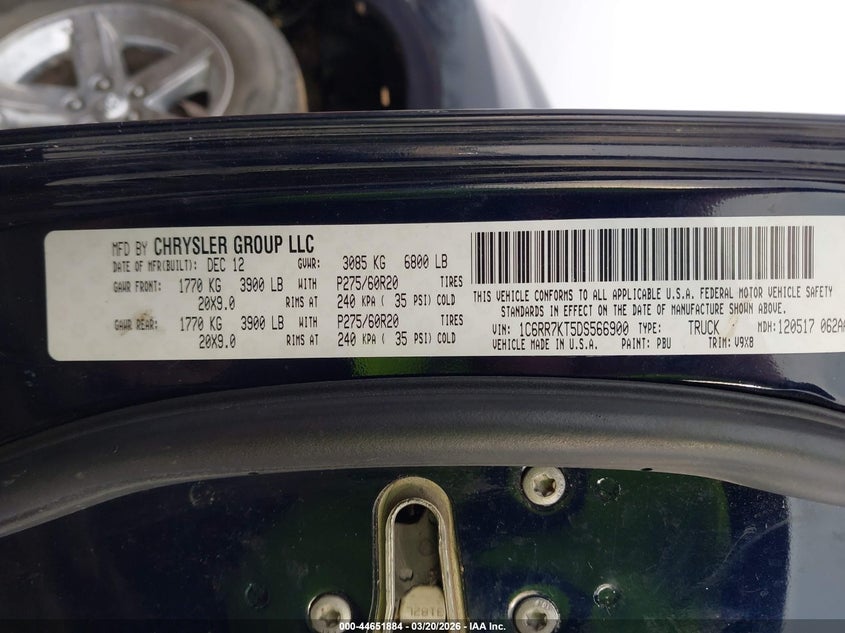 MFD BY CHRYSLER GROUP LLC
DATE OF MFR(BUILT): DEC 12 GVWR: 3085 KG 6800 LB
GAWR FRONT: 1770 KG 3900 LB WITH P275/60R20 TIRES
20X9.0 RIMS AT 240 KPA ( 35 PSI) COLD
GAWR REAR: 1770 KG 3900 LB WITH P275/60R20 TIRES
20X9.0 RIMS AT 240 KPA ( 35 PSI) COLD
THIS VEHICLE CONFORMS TO ALL APPLICABLE U.S.A. FEDERAL MOTOR VEHICLE SAFETY
STANDARDS IN EFFECT ON THE DATE OF MANUFACTURE SHOWN ABOVE.
VIN: 1C6RR7KT5DS566900 TYPE: TRUCK MDH: 120517 062AA
VEHICLE MADE IN U.S.A. PAINT: PBU TRIM: V9X8
000-44651884 - 03/20/2026 - IAA Inc.